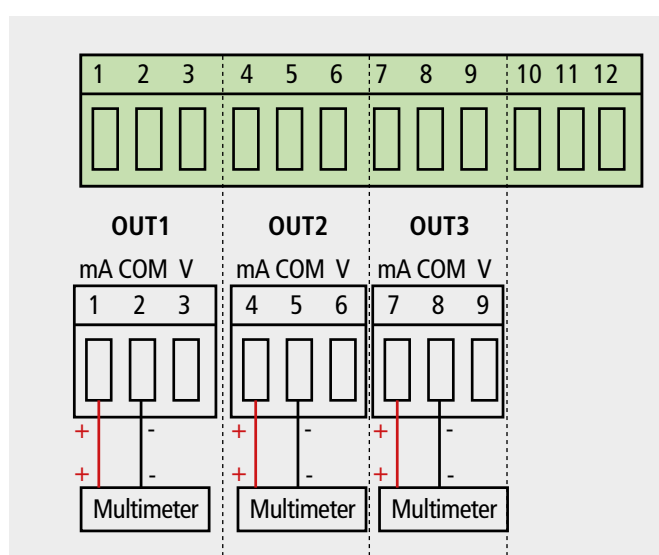 1 2 3 4 5 6 7 8 9 10 11 12
OUT1 OUT2 OUT3
mA COM V mA COM V mA COM V
1 2 3 4 5 6 7 8 9
+ - + - + -
+ - + - + -
Multimeter Multimeter Multimeter